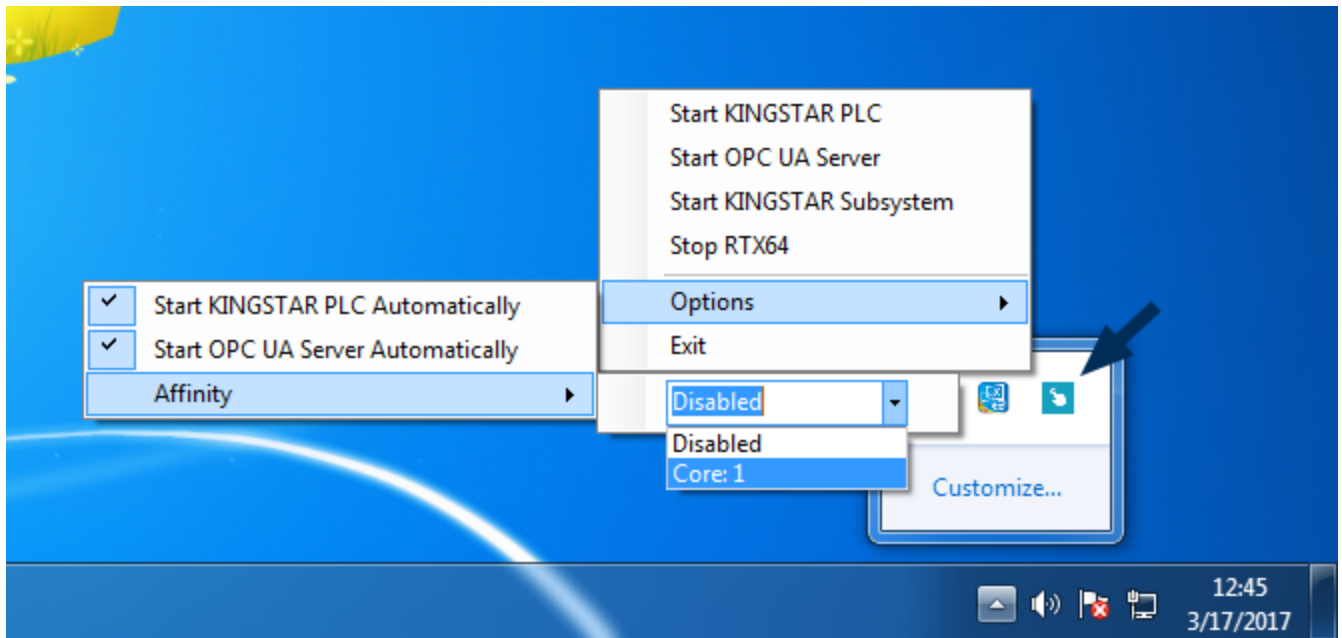 Start KINGSTAR PLC
Start OPC UA Server
Start KINGSTAR Subsystem
Stop RTX64
Options
Exit
Start KINGSTAR PLC Automatically
Start OPC UA Server Automatically
Affinity
Disabled
Disabled
Core: 1
Customize...
12:45
3/17/2017